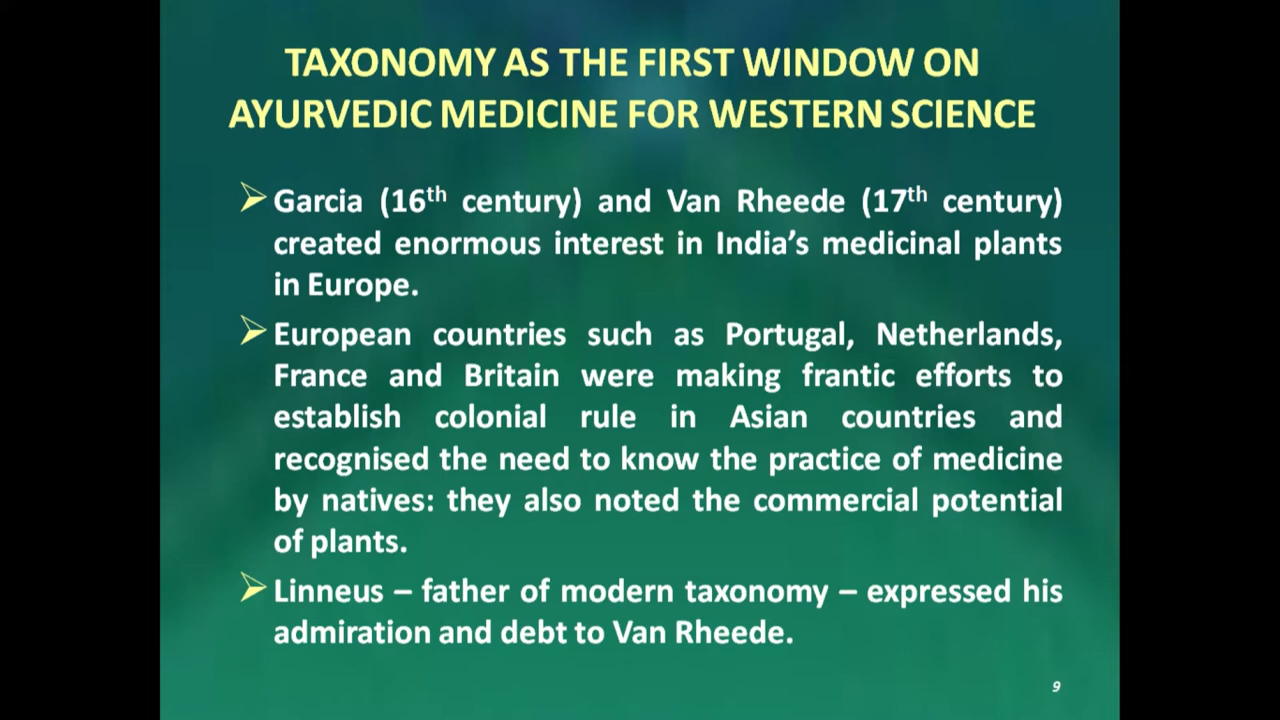 TAXONOMY AS THE FIRST WINDOW ON
AYURVEDIC MEDICINE FOR WESTERN SCIENCE
➢Garcia (16th century) and Van Rheede (17th century)
created enormous interest in India’s medicinal plants
in Europe.
➢European countries such as Portugal, Netherlands,
France and Britain were making frantic efforts to
establish colonial rule in Asian countries and
recognised the need to know the practice of medicine
by natives: they also noted the commercial potential
of plants.
➢Linneus – father of modern taxonomy – expressed his
admiration and debt to Van Rheede.
9